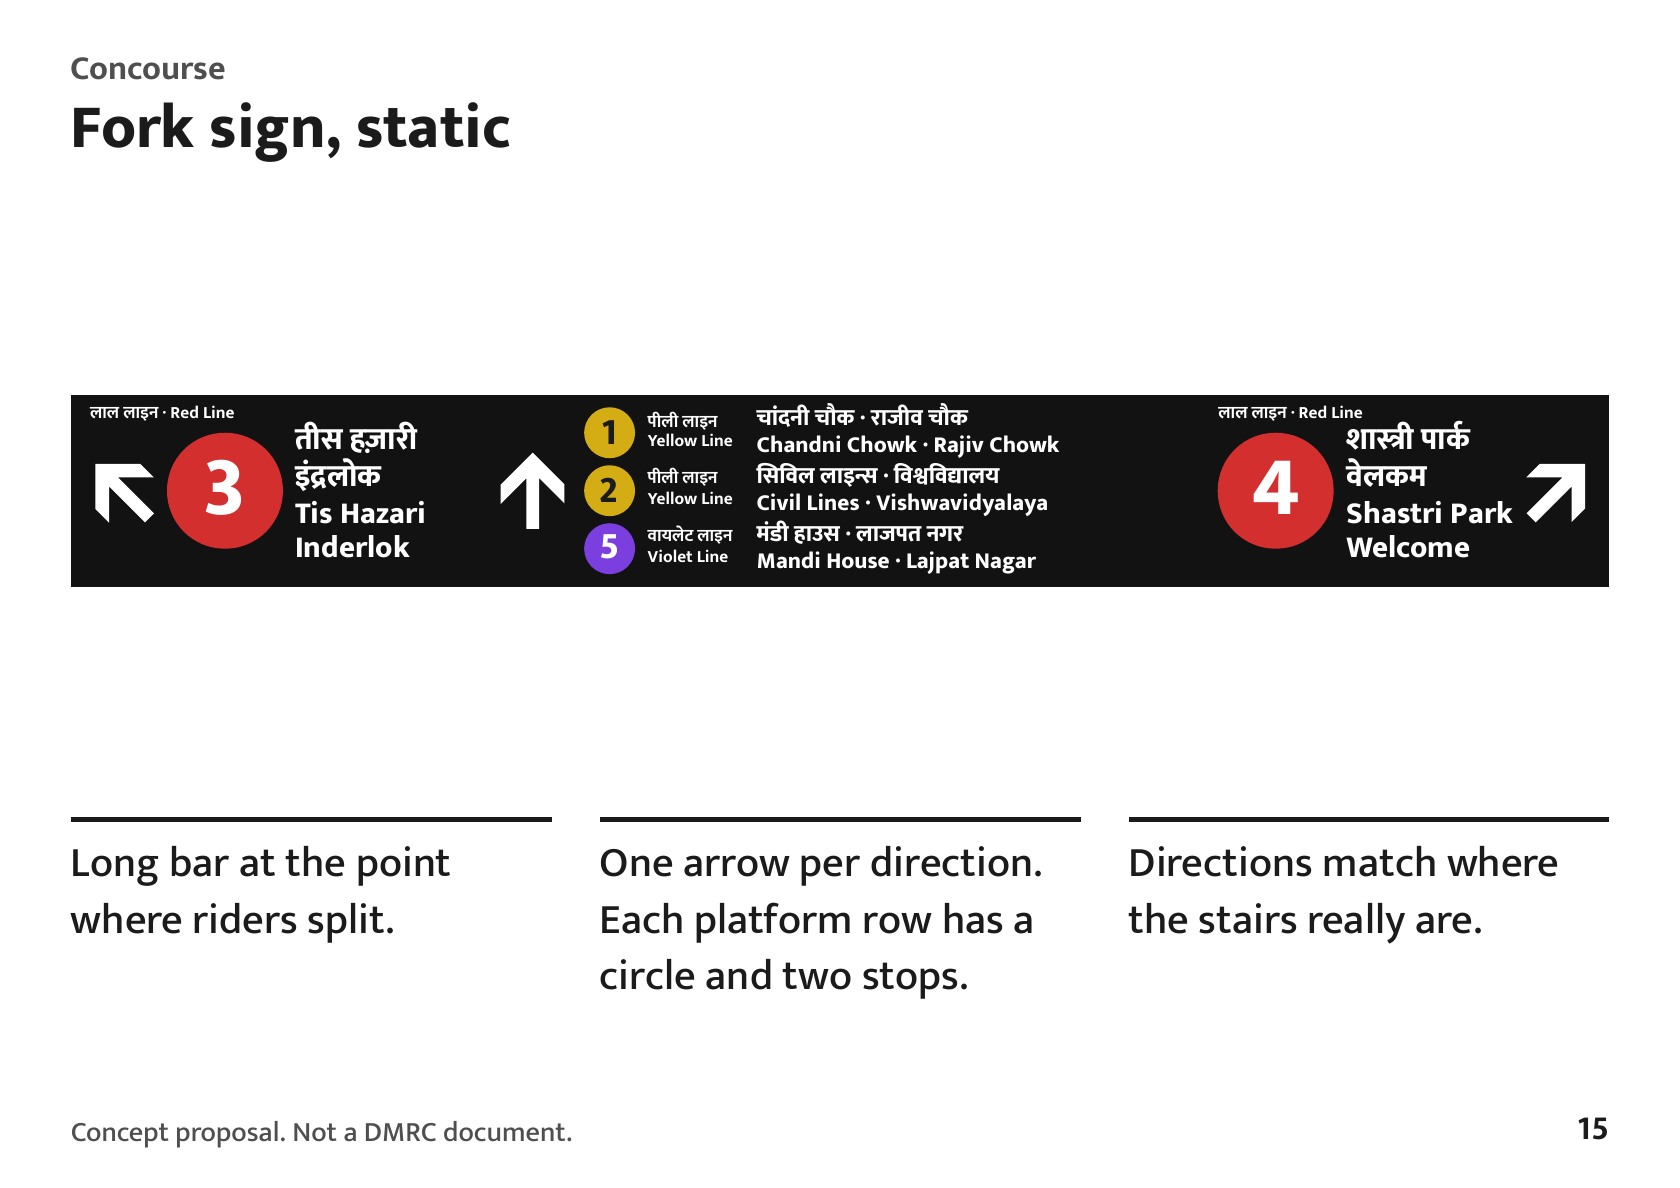 Concourse
Fork sign, static
लाल लाइन · Red Line
3
तीस हज़ारी
इंद्रलोक
Tis Hazari
Inderlok
1
पीली लाइन
Yellow Line
चांदनी चौक · राजीव चौक
Chandni Chowk · Rajiv Chowk
2
पीली लाइन
Yellow Line
सिविल लाइन्स · विश्वविद्यालय
Civil Lines · Vishwavidyalaya
5
वायलेट लाइन
Violet Line
मंडी हाउस · लाजपत नगर
Mandi House · Lajpat Nagar
लाल लाइन · Red Line
4
शास्त्री पार्क
वेलकम
Shastri Park
Welcome
Long bar at the point
where riders split.
One arrow per direction.
Each platform row has a
circle and two stops.
Directions match where
the stairs really are.
Concept proposal. Not a DMRC document.
15